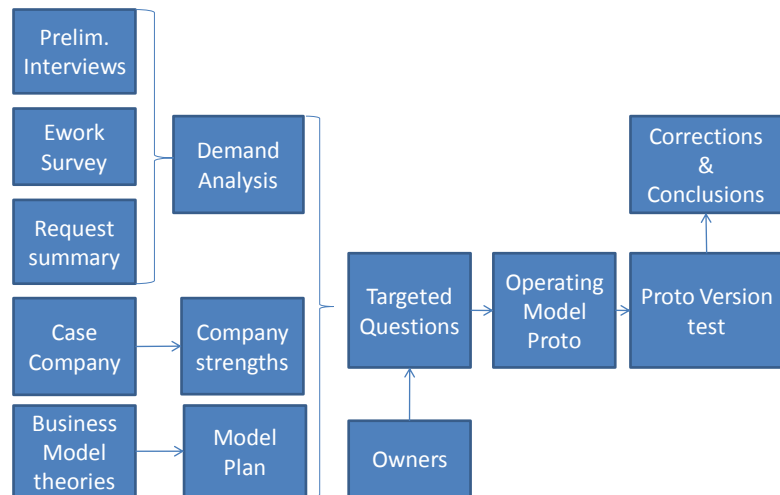 Prelim.
Interviews
Ework
Survey
Request
summary
Demand
Analysis
Case
Company
Company
strengths
Business
Model
theories
Model
Plan
Targeted
Questions
Owners
Operating
Model
Proto
Proto Version
test
Corrections
&
Conclusions